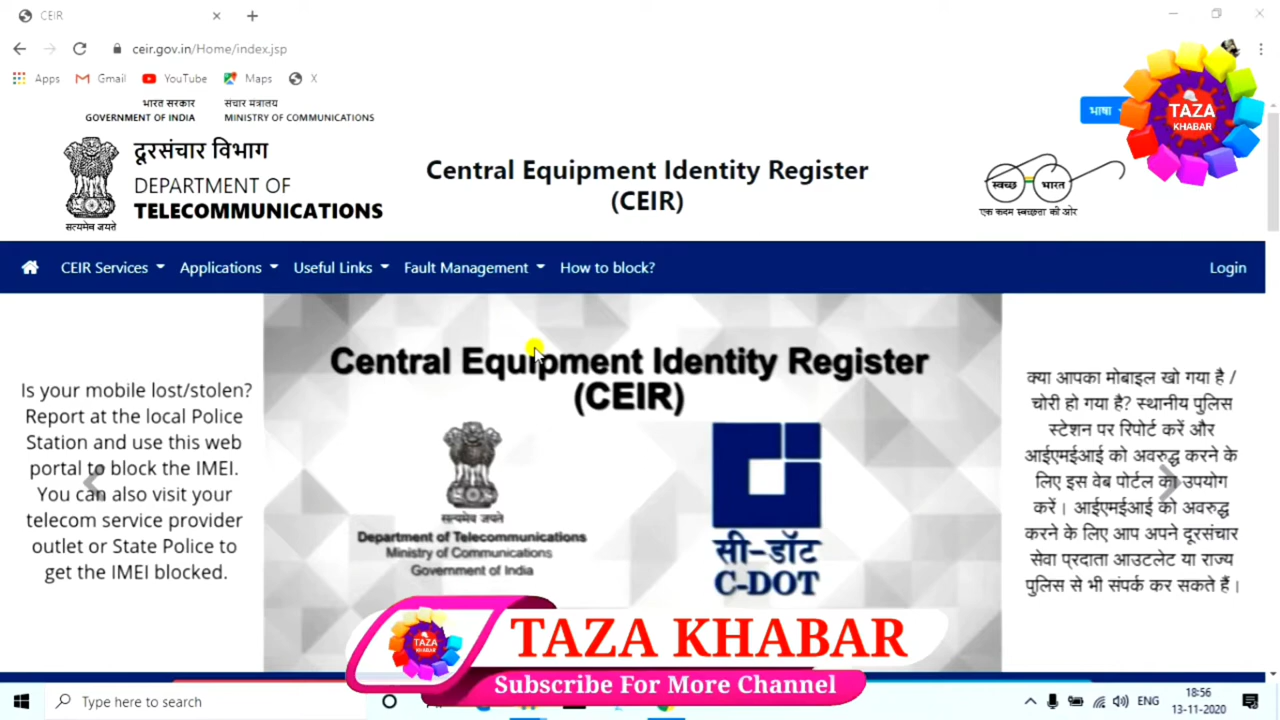 CEIR
ceir.gov.in/Home/index.jsp
Apps Gmail YouTube Maps X
भारत सरकार संचार मंत्रालय
GOVERNMENT OF INDIA MINISTRY OF COMMUNICATIONS
भाषा
TAZA
KHABAR
दूरसंचार विभाग
DEPARTMENT OF
TELECOMMUNICATIONS
सत्यमेव जयते
Central Equipment Identity Register
(CEIR)
स्वच्छ भारत
एक कदम स्वच्छता की ओर
CEIR Services Applications Useful Links Fault Management How to block? Login
Is your mobile lost/stolen?
Report at the local Police
Station and use this web
portal to block the IMEI.
You can also visit your
telecom service provider
outlet or State Police to
get the IMEI blocked.
Central Equipment Identity Register
(CEIR)
सत्यमेव जयते
Department of Telecommunications
Ministry of Communications
Government of India
सी-डॉट
C-DOT
क्या आपका मोबाइल खो गया है /
चोरी हो गया है? स्थानीय पुलिस
स्टेशन पर रिपोर्ट करें और
आईएमईआई को अवरुद्ध करने के
लिए इस वेब पोर्टल का उपयोग
करें। आईएमईआई को अवरुद्ध
करने के लिए आप अपने दूरसंचार
सेवा प्रदाता आउटलेट या राज्य
पुलिस से भी संपर्क कर सकते हैं।
TAZA
KHABAR
TAZA KHABAR
Subscribe For More Channel
Type here to search
ENG
18:56
13-11-2020